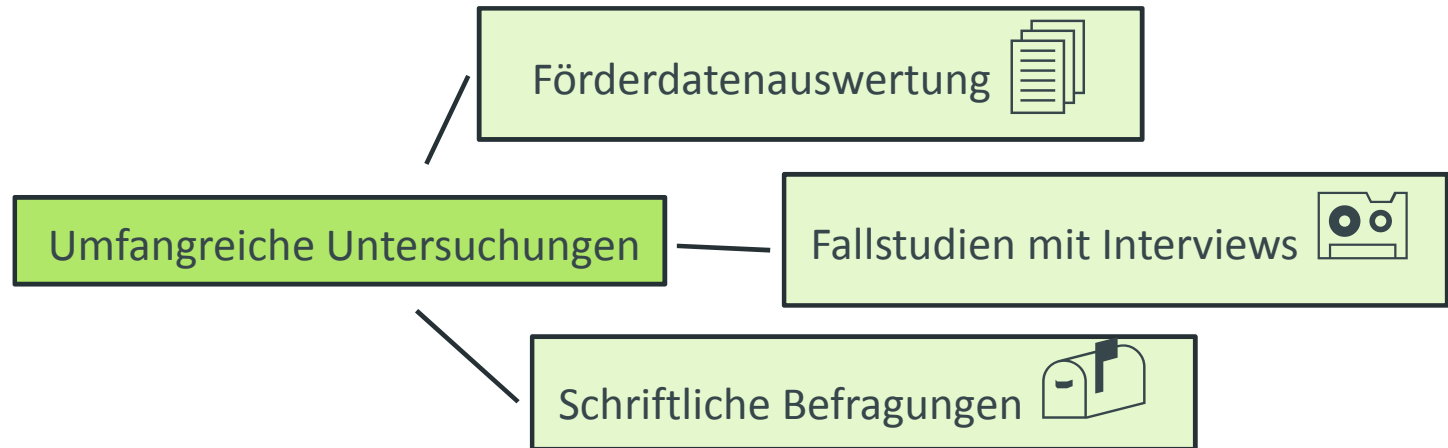 Förderdatenauswertung
Umfangreiche Untersuchungen
Fallstudien mit Interviews
Schriftliche Befragungen